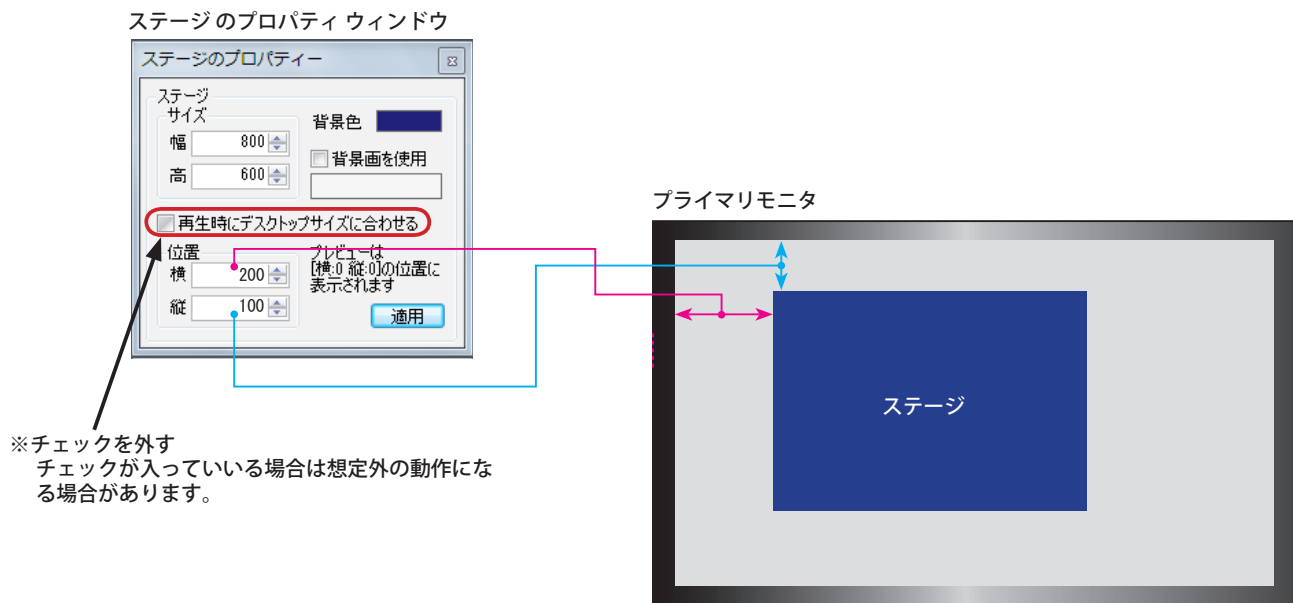 ステージ のプロパティ ウィンドウ
ステージのプロパティー
ステージ
サイズ
幅 800
高 600
背景色
背景画を使用
再生時にデスクトップサイズに合わせる
位置
横 200
縦 100
プレビューは
[横:0 縦:0]の位置に
表示されます
適用
※チェックを外す
チェックが入っていいる場合は想定外の動作にな
る場合があります。
プライマリモニタ
ステージ